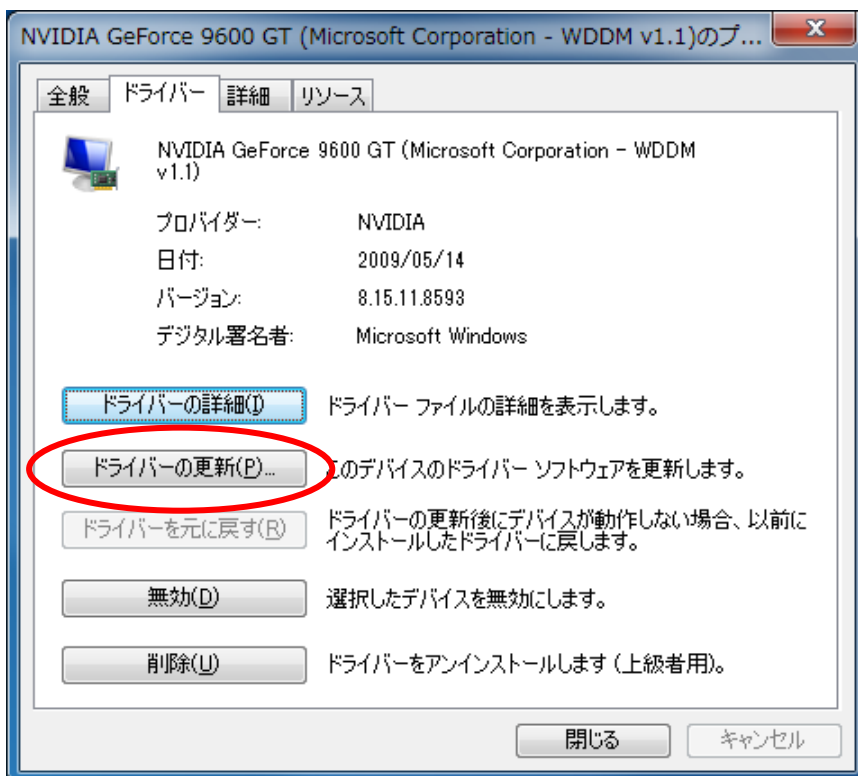 NVIDIA GeForce 9600 GT (Microsoft Corporation - WDDM v1.1)のプ...
全般 ドライバー 詳細 リソース
NVIDIA GeForce 9600 GT (Microsoft Corporation - WDDM
v1.1)
プロバイダー: NVIDIA
日付: 2009/05/14
バージョン: 8.15.11.8593
デジタル署名者: Microsoft Windows
ドライバーの詳細(I) ドライバー ファイルの詳細を表示します。
ドライバーの更新(P)... このデバイスのドライバー ソフトウェアを更新します。
ドライバーを元に戻す(R) ドライバーの更新後にデバイスが動作しない場合、以前に
インストールしたドライバーに戻します。
無効(D) 選択したデバイスを無効にします。
削除(U) ドライバーをアンインストールします (上級者用)。
閉じる キャンセル